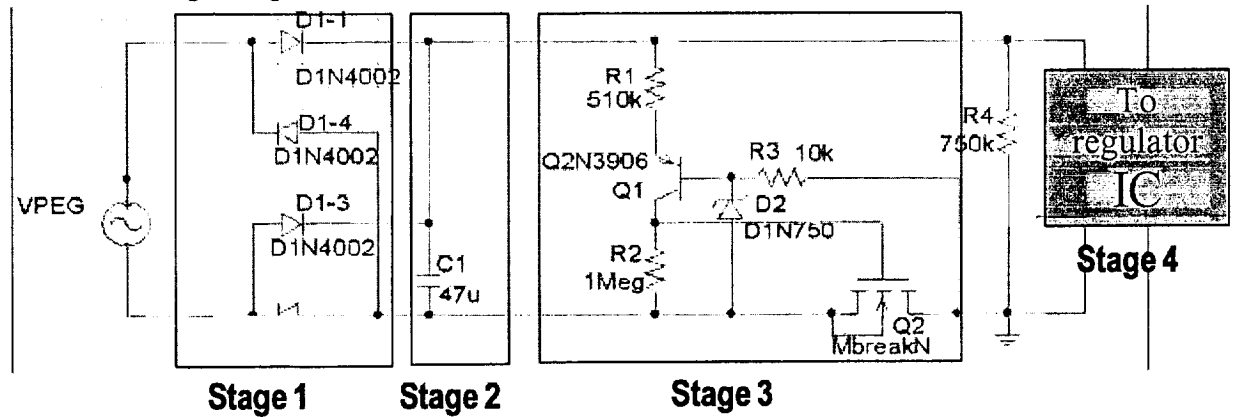 D1-1
D1N4002
D1-4
D1N4002
D1-3
D1N4002
VPEG
C1
47u
R1
510k
Q2N3906
Q1
R2
1Meg
R3 10k
D2
D1N750
Q2
MbreakN
R4
750k
To
regulator
IC
Stage 1
Stage 2
Stage 3
Stage 4